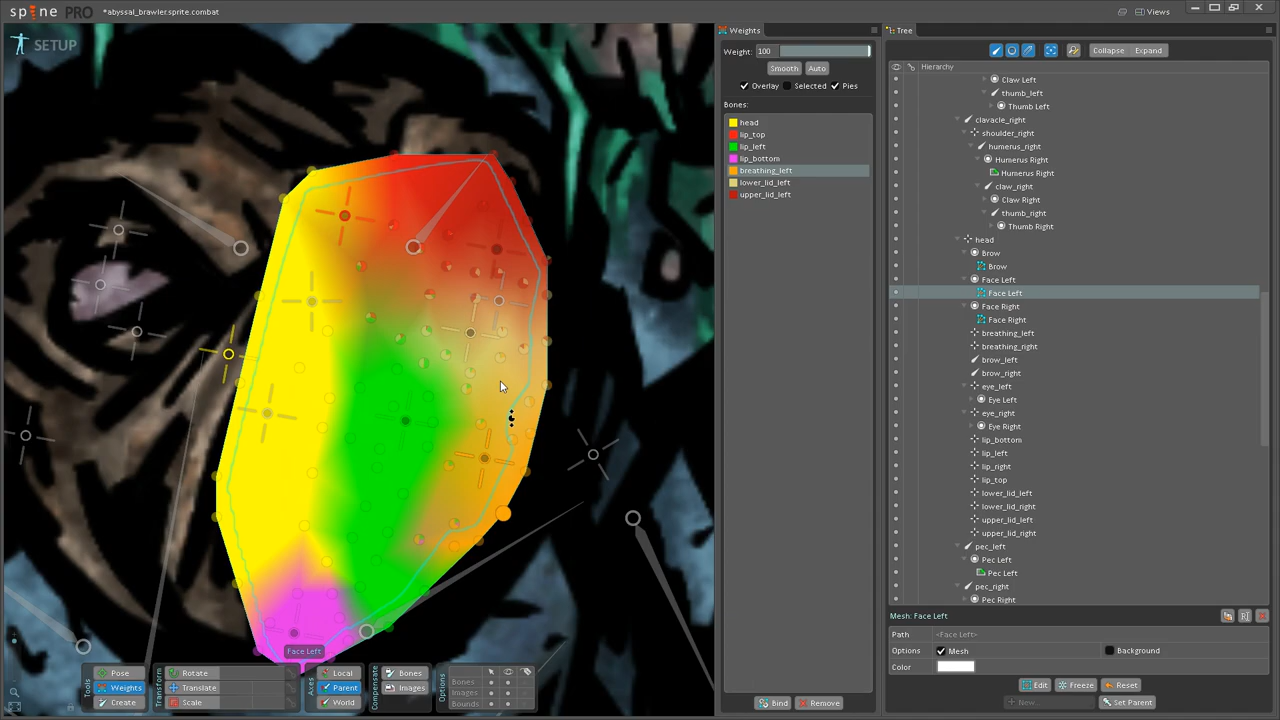 spine PRO *abyssal_brawler.sprite.combat Views
SETUP
Weights
Weight: 100
Smooth Auto
Overlay Selected Pies
Bones:
head
lip_top
lip_left
lip_bottom
breathing_left
lower_lid_left
upper_lid_left
Bind Remove
Tree
Collapse Expand
Hierarchy
Claw Left
thumb_left
Thumb Left
clavacle_right
shoulder_right
humerus_right
Humerus Right
Humerus Right
claw_right
Claw Right
thumb_right
Thumb Right
head
Brow
Brow
Face Left
Face Left
Face Right
Face Right
breathing_left
breathing_right
brow_left
brow_right
eye_left
Eye Left
eye_right
Eye Right
lip_bottom
lip_left
lip_right
lip_top
lower_lid_left
lower_lid_right
upper_lid_left
upper_lid_right
pec_left
Pec Left
Pec Left
pec_right
Pec Right
Mesh: Face Left
Path <Face Left>
Options Mesh Background
Color
Edit Freeze Reset
New... Set Parent
Face Left
Tools
Pose
Weights
Create
Transform
Rotate
Translate
Scale
Axes
Local
Parent
World
Compensate
Bones
Images
Options
Bones
Images
Bounds